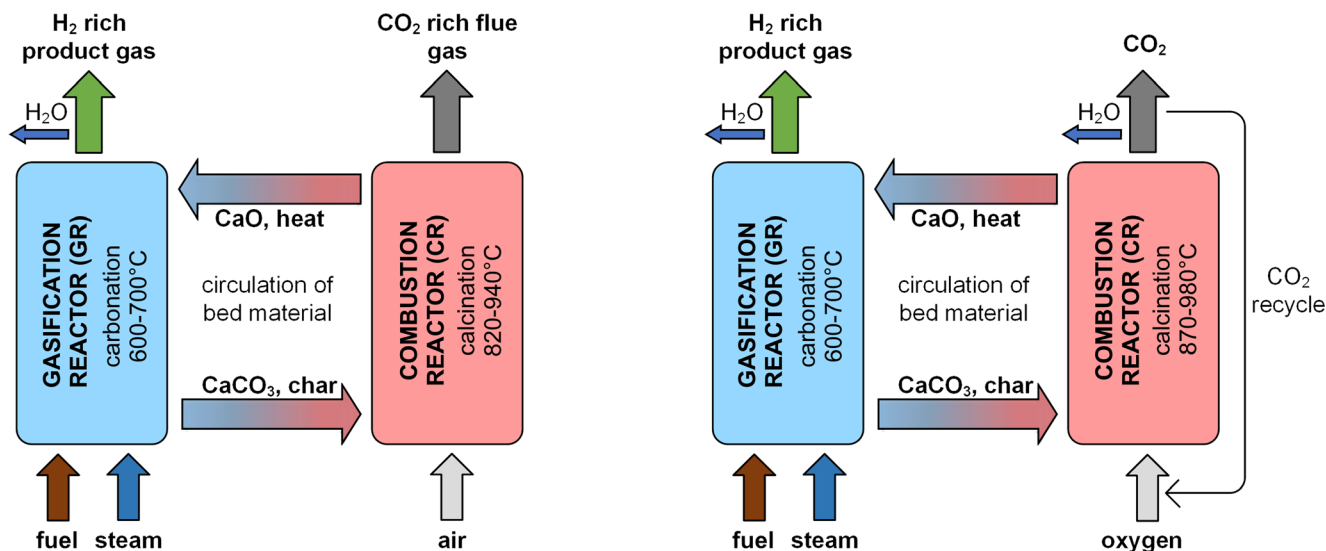 H₂ rich
product gas
CO₂ rich flue
gas
H₂O
GASIFICATION
REACTOR (GR)
carbonation
600-700°C
CaO, heat
circulation of
bed material
CaCO₃, char
COMBUSTION
REACTOR (CR)
calcination
820-940°C
fuel
steam
air
H₂ rich
product gas
CO₂
H₂O
H₂O
GASIFICATION
REACTOR (GR)
carbonation
600-700°C
CaO, heat
circulation of
bed material
CaCO₃, char
COMBUSTION
REACTOR (CR)
calcination
870-980°C
CO₂
recycle
fuel
steam
oxygen